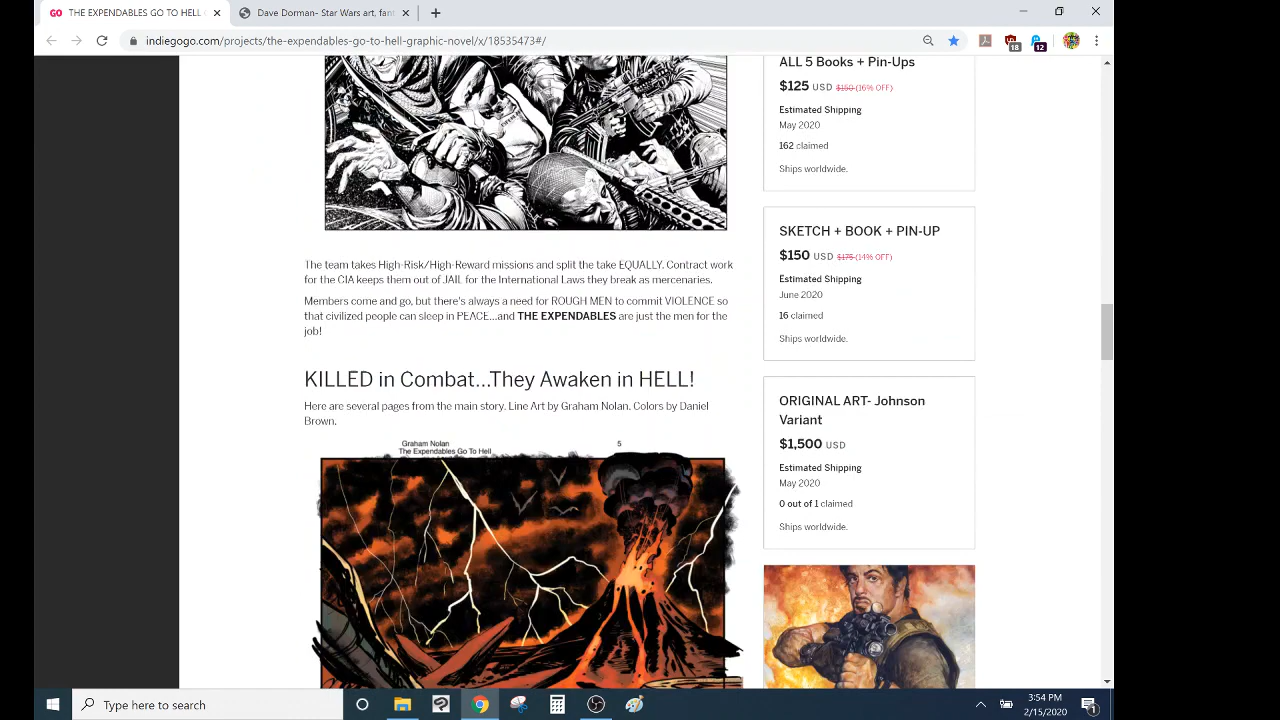 THE EXPENDABLES GO TO HELL
Dave Dorman- Star Wars art, fant
indiegogo.com/projects/the-expendables-go-to-hell-graphic-novel/x/18535473#/
18
12
ALL 5 Books + Pin-Ups
$125 USD $150 (16% OFF)
Estimated Shipping
May 2020
162 claimed
Ships worldwide.
SKETCH + BOOK + PIN-UP
$150 USD $175 (14% OFF)
Estimated Shipping
June 2020
16 claimed
Ships worldwide.
ORIGINAL ART- Johnson
Variant
$1,500 USD
Estimated Shipping
May 2020
0 out of 1 claimed
Ships worldwide.
The team takes High-Risk/High-Reward missions and split the take EQUALLY. Contract work
for the CIA keeps them out of JAIL for the International Laws they break as mercenaries.
Members come and go, but there's always a need for ROUGH MEN to commit VIOLENCE so
that civilized people can sleep in PEACE...and THE EXPENDABLES are just the men for the
job!
KILLED in Combat...They Awaken in HELL!
Here are several pages from the main story. Line Art by Graham Nolan. Colors by Daniel
Brown.
Graham Nolan 5
The Expendables Go To Hell
Type here to search
3:54 PM
2/15/2020
1